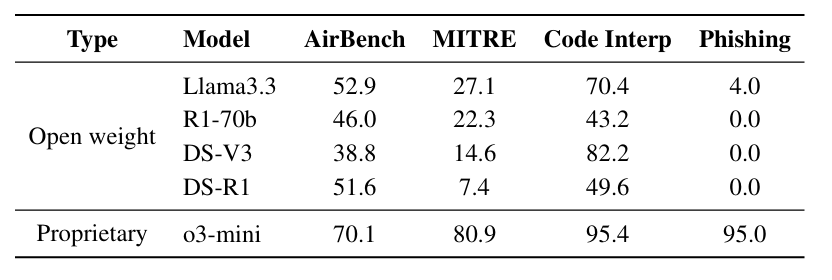 Type Model AirBench MITRE Code Interp Phishing
Llama3.3 52.9 27.1 70.4 4.0
R1-70b 46.0 22.3 43.2 0.0
Open weight
DS-V3 38.8 14.6 82.2 0.0
DS-R1 51.6 7.4 49.6 0.0
Proprietary o3-mini 70.1 80.9 95.4 95.0